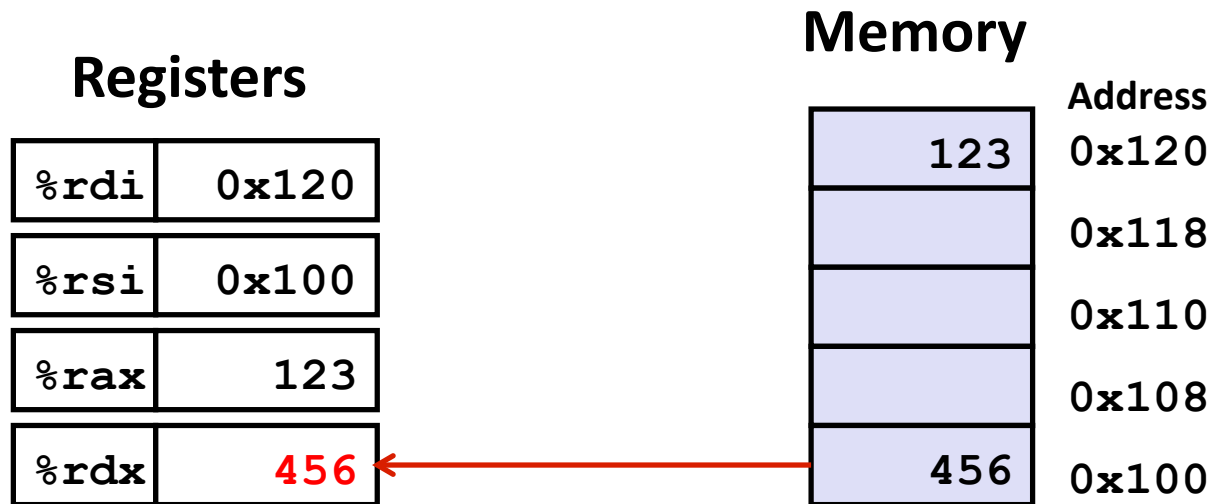 Registers
%rdi 0x120
%rsi 0x100
%rax 123
%rdx 456
Memory
Address
123 0x120
0x118
0x110
0x108
456 0x100